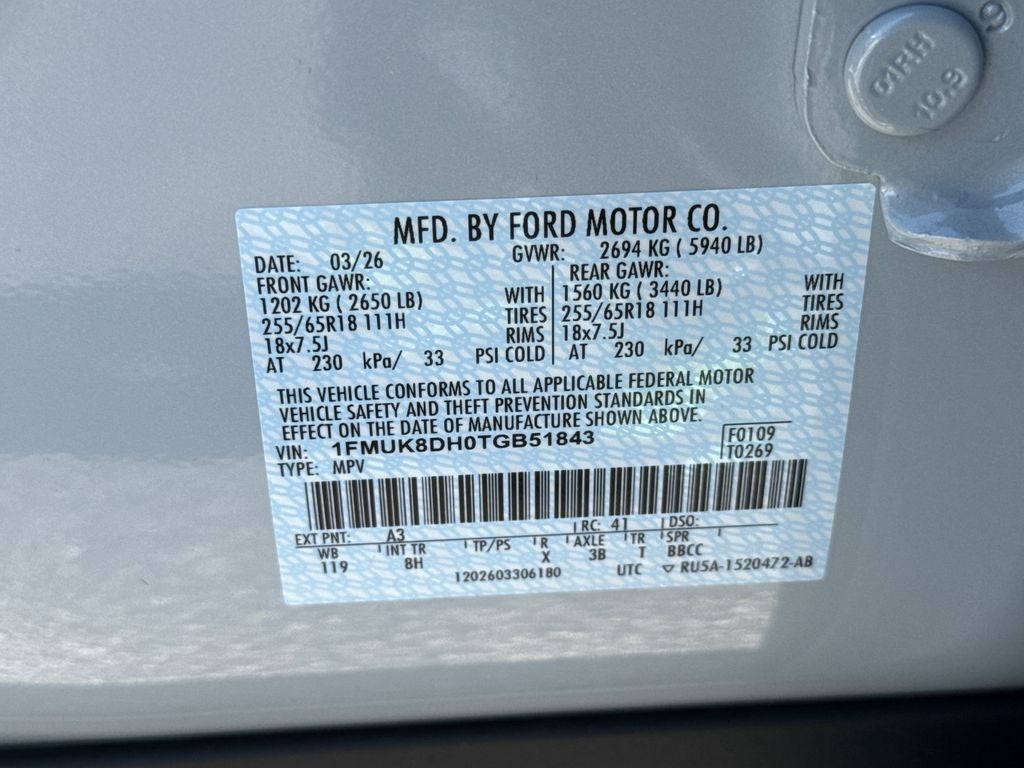 01RH
10.9
9
MFD. BY FORD MOTOR CO.
DATE: 03/26
GVWR: 2694 KG ( 5940 LB)
FRONT GAWR:
1202 KG ( 2650 LB) WITH
255/65R18 111H TIRES
18x7.5J RIMS
AT 230 kPa/ 33 PSI COLD
REAR GAWR:
1560 KG ( 3440 LB) WITH
255/65R18 111H TIRES
18x7.5J RIMS
AT 230 kPa/ 33 PSI COLD
THIS VEHICLE CONFORMS TO ALL APPLICABLE FEDERAL MOTOR
VEHICLE SAFETY AND THEFT PREVENTION STANDARDS IN
EFFECT ON THE DATE OF MANUFACTURE SHOWN ABOVE.
VIN: 1FMUK8DH0TGB51843
TYPE: MPV
F0109
T0269
EXT PNT: A3 RC: 41 DSO:
WB INT TR TP/PS R AXLE TR SPR
119 8H X 3B T BBCC
1202603306180 UTC ▽ RU5A-1520472-AB